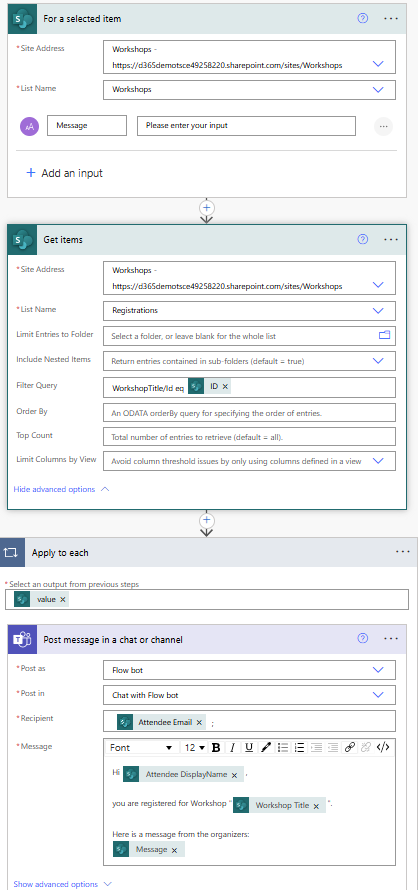 For a selected item
* Site Address
Workshops -
https://d365demotsce49258220.sharepoint.com/sites/Workshops
* List Name
Workshops
AA
Message
Please enter your input
+ Add an input
Get items
* Site Address
Workshops -
https://d365demotsce49258220.sharepoint.com/sites/Workshops
* List Name
Registrations
Limit Entries to Folder
Select a folder, or leave blank for the whole list
Include Nested Items
Return entries contained in sub-folders (default = true)
Filter Query
WorkshopTitle/Id eq ID ×
Order By
An ODATA orderBy query for specifying the order of entries.
Top Count
Total number of entries to retrieve (default = all).
Limit Columns by View
Avoid column threshold issues by only using columns defined in a view
Hide advanced options
Apply to each
* Select an output from previous steps
value ×
Post message in a chat or channel
* Post as
Flow bot
* Post in
Chat with Flow bot
* Recipient
Attendee Email × ;
* Message
Font 12 B I U </>
Hi Attendee DisplayName × ,
you are registered for Workshop " Workshop Title × ".
Here is a message from the organizers:
Message ×
Show advanced options